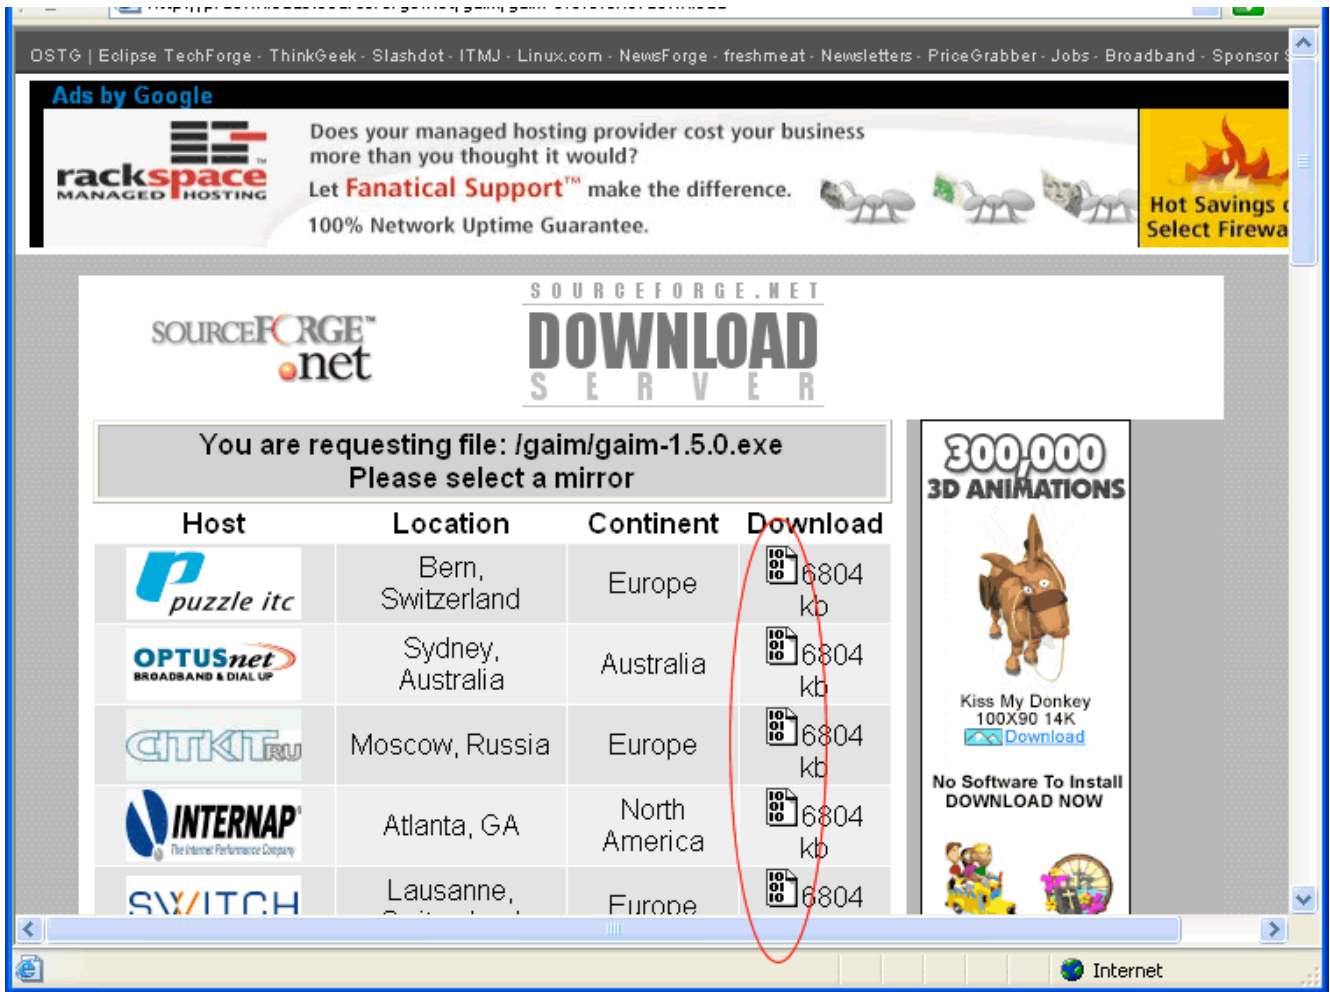 OSTG | Eclipse TechForge - ThinkGeek - Slashdot - ITMJ - Linux.com - NewsForge - freshmeat - Newsletters - PriceGrabber - Jobs - Broadband - Sponsor
Ads by Google
rackspace
MANAGED HOSTING
Does your managed hosting provider cost your business
more than you thought it would?
Let Fanatical Support™ make the difference.
100% Network Uptime Guarantee.
Hot Savings
Select Firewa
SOURCEFORGE™
.net
SOURCEFORGE.NET
DOWNLOAD
SERVER
You are requesting file: /gaim/gaim-1.5.0.exe
Please select a mirror
Host Location Continent Download
puzzle itc
Bern,
Switzerland
Europe
6804
kb
OPTUSnet
BROADBAND & DIAL UP
Sydney,
Australia
Australia
6804
kb
CITKIT.RU
Moscow, Russia
Europe
6804
kb
INTERNAP®
The Internet Performance Company
Atlanta, GA
North
America
6804
kb
SWITCH
Lausanne,
Europe
6804
300,000
3D ANIMATIONS
Kiss My Donkey
100X90 14K
Download
No Software To Install
DOWNLOAD NOW
Internet